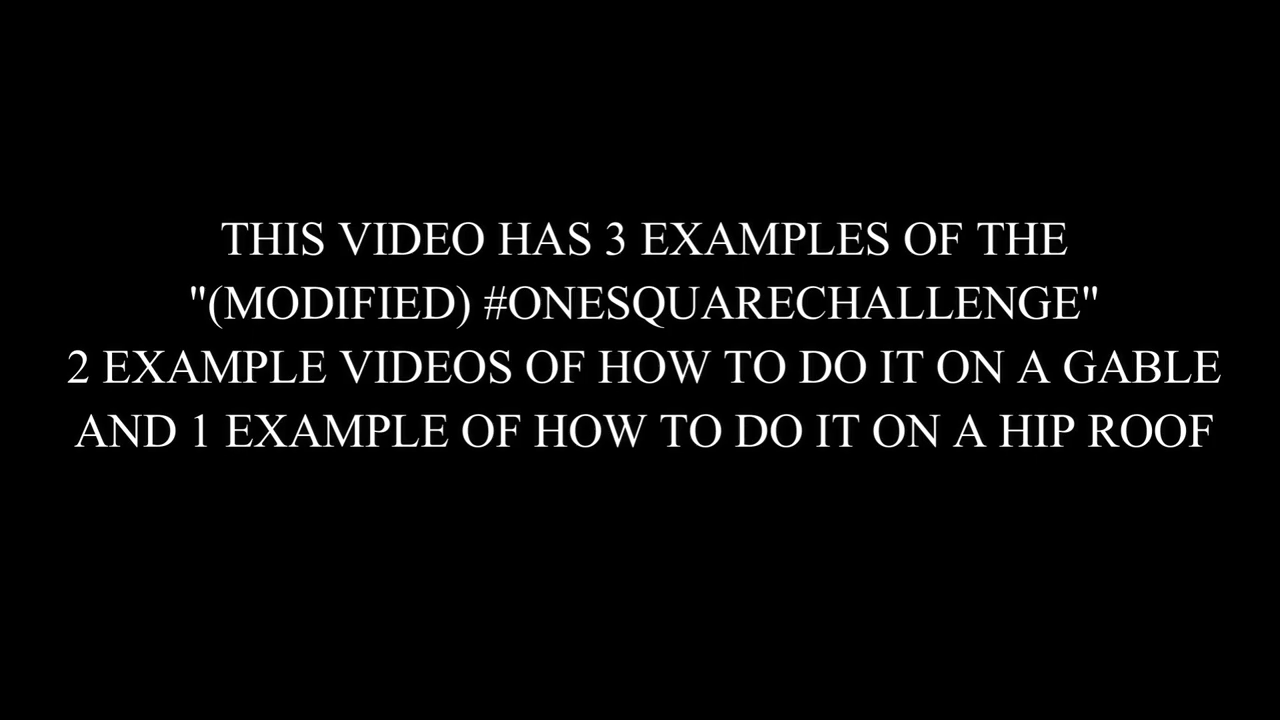 THIS VIDEO HAS 3 EXAMPLES OF THE
"(MODIFIED) #ONESQUARECHALLENGE"
2 EXAMPLE VIDEOS OF HOW TO DO IT ON A GABLE
AND 1 EXAMPLE OF HOW TO DO IT ON A HIP ROOF